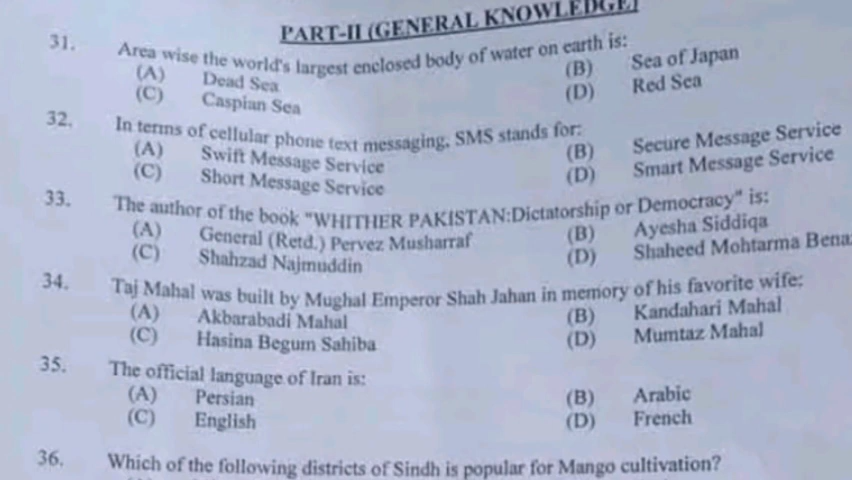 PART-II (GENERAL KNOWLEDGE)
31. Area wise the world's largest enclosed body of water on earth is:
(A) Dead Sea (B) Sea of Japan
(C) Caspian Sea (D) Red Sea
32. In terms of cellular phone text messaging, SMS stands for:
(A) Swift Message Service (B) Secure Message Service
(C) Short Message Service (D) Smart Message Service
33. The author of the book "WHITHER PAKISTAN:Dictatorship or Democracy" is:
(A) General (Retd.) Pervez Musharraf (B) Ayesha Siddiqa
(C) Shahzad Najmuddin (D) Shaheed Mohtarma Bena
34. Taj Mahal was built by Mughal Emperor Shah Jahan in memory of his favorite wife:
(A) Akbarabadi Mahal (B) Kandahari Mahal
(C) Hasina Begum Sahiba (D) Mumtaz Mahal
35. The official language of Iran is:
(A) Persian (B) Arabic
(C) English (D) French
36. Which of the following districts of Sindh is popular for Mango cultivation?